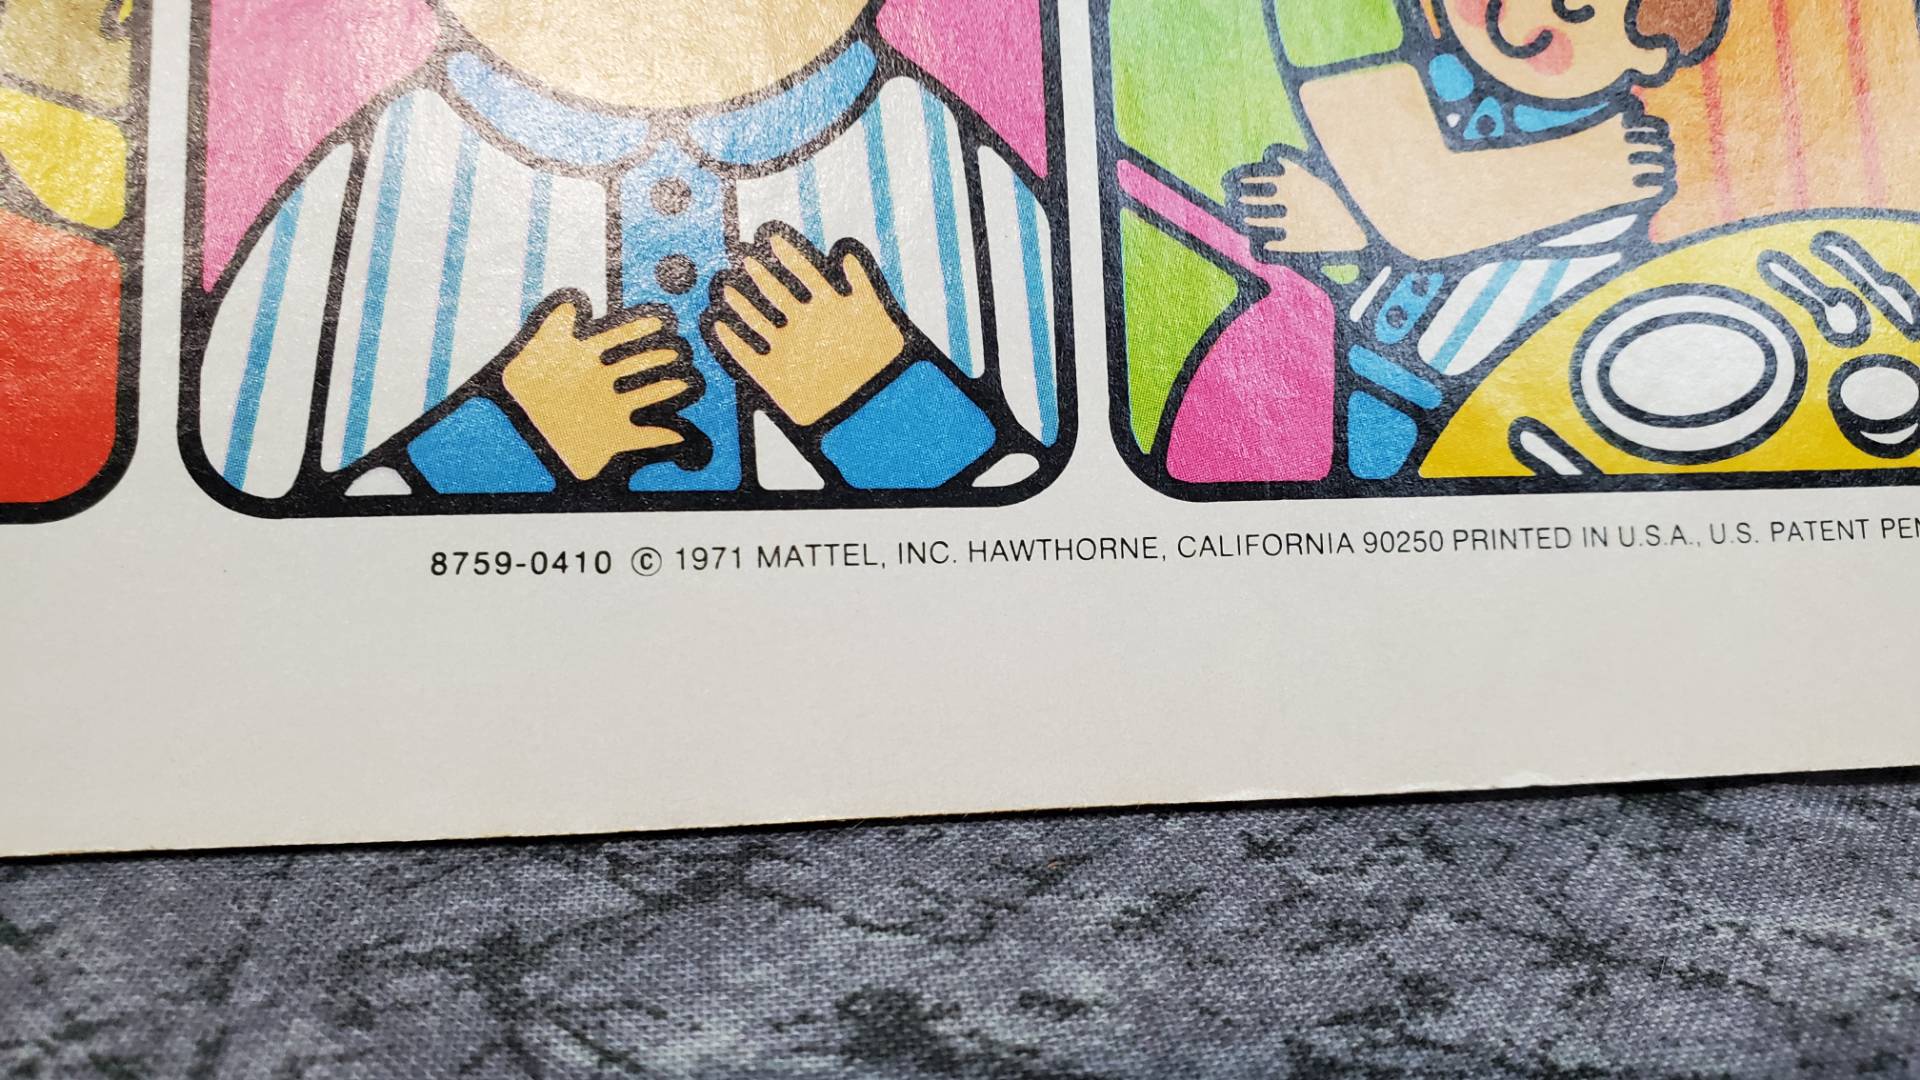 8759-0410 © 1971 MATTEL, INC. HAWTHORNE, CALIFORNIA 90250 PRINTED IN U.S.A., U.S. PATENT